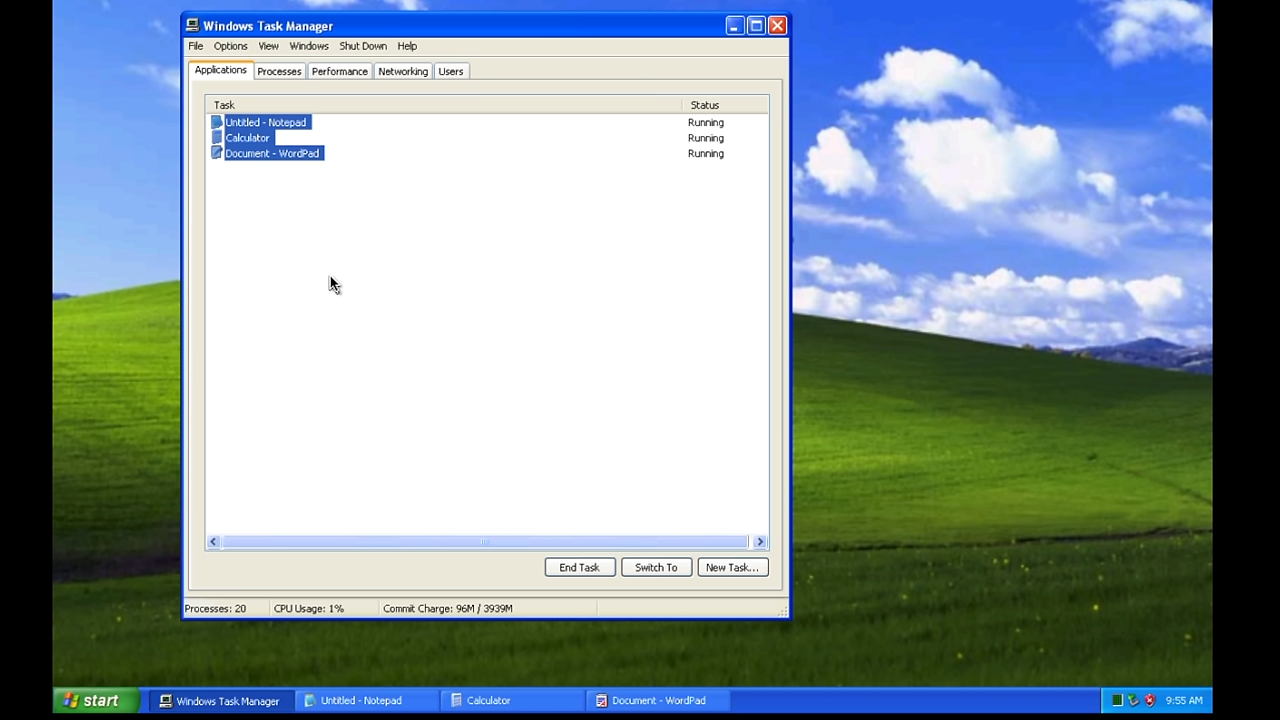 Windows Task Manager
File Options View Windows Shut Down Help
Applications Processes Performance Networking Users
Task Status
Untitled - Notepad Running
Calculator Running
Document - WordPad Running
End Task Switch To New Task...
Processes: 20 CPU Usage: 1% Commit Charge: 96M / 3939M
start Windows Task Manager Untitled - Notepad Calculator Document - WordPad 9:55 AM